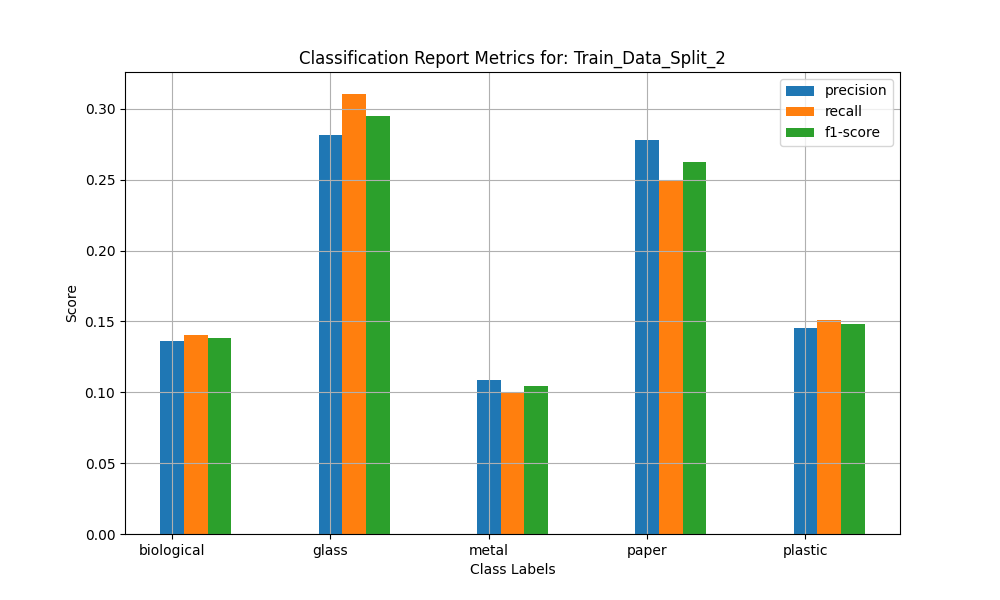 Classification Report Metrics for: Train_Data_Split_2
precision
recall
f1-score
Score
0.30
0.25
0.20
0.15
0.10
0.05
0.00
biological glass metal paper plastic
Class Labels